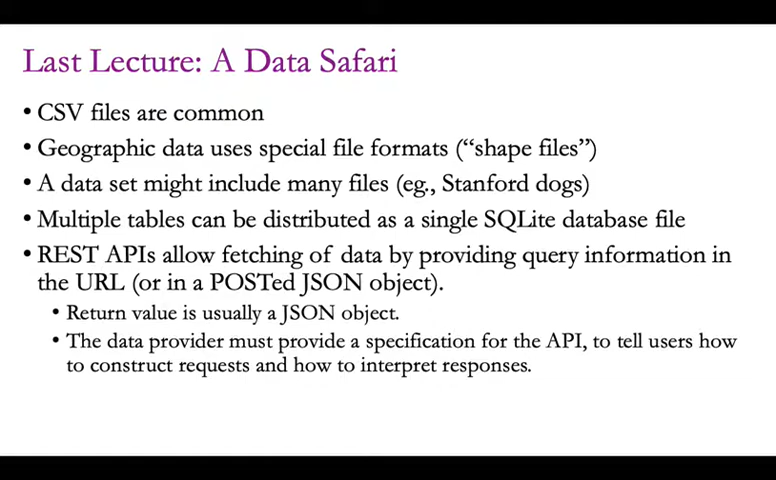 Last Lecture: A Data Safari
• CSV files are common
• Geographic data uses special file formats (“shape files”)
• A data set might include many files (eg., Stanford dogs)
• Multiple tables can be distributed as a single SQLite database file
• REST APIs allow fetching of data by providing query information in
the URL (or in a POSTed JSON object).
• Return value is usually a JSON object.
• The data provider must provide a specification for the API, to tell users how
to construct requests and how to interpret responses.